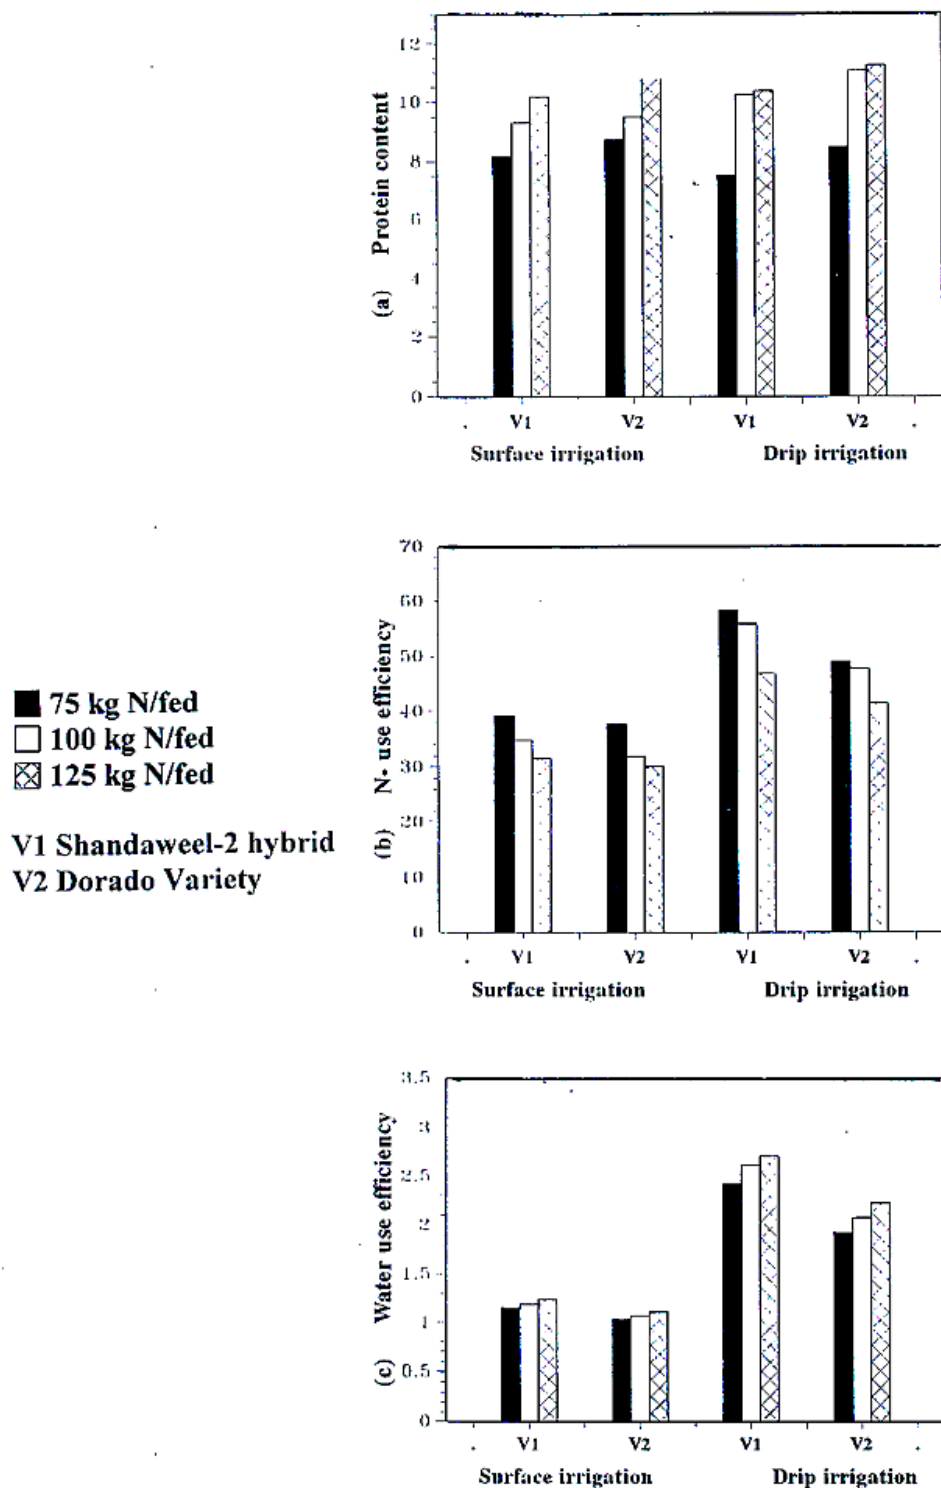 12
10
8
6
4
2
0
(a) Protein content
V1 V2 V1 V2
Surface irrigation Drip irrigation
70
60
50
40
30
20
10
0
(b) N- use efficiency
V1 V2 V1 V2
Surface irrigation Drip irrigation
75 kg N/fed
100 kg N/fed
125 kg N/fed
V1 Shandaweel-2 hybrid
V2 Dorado Variety
3.5
3
2.5
2
1.5
1
0.5
0
(c) Water use efficiency
V1 V2 V1 V2
Surface irrigation Drip irrigation